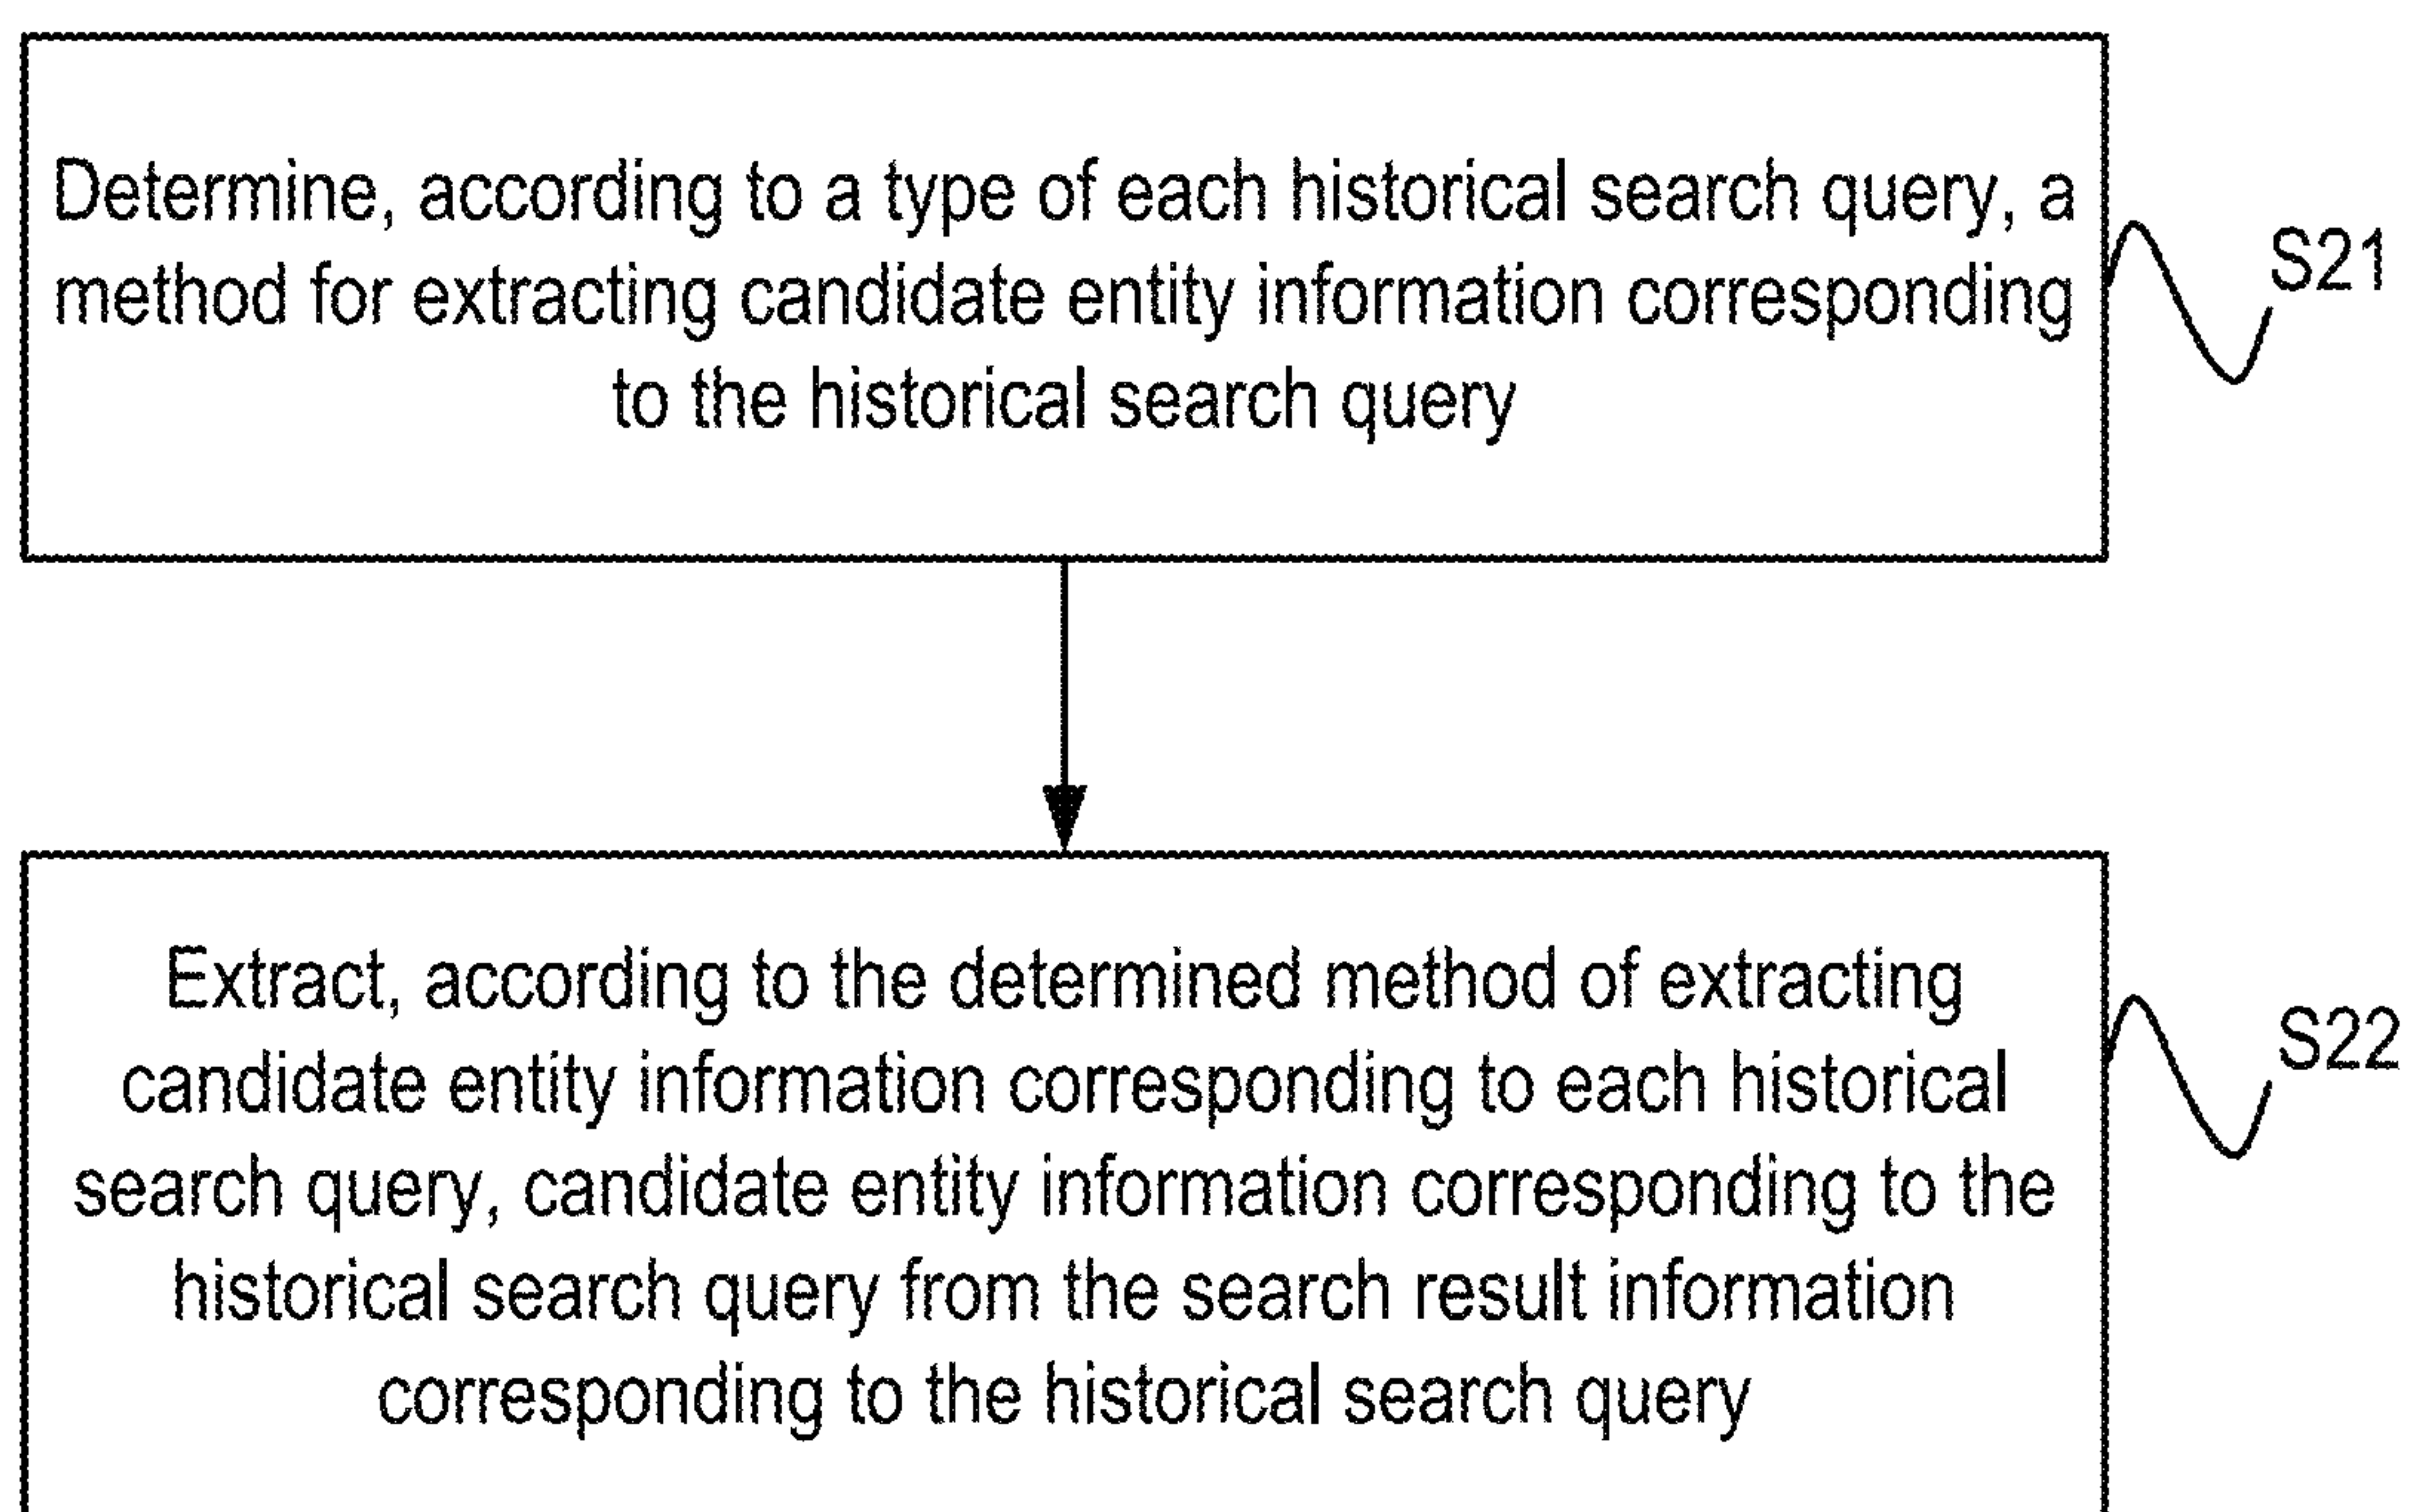 Determine, according to a type of each historical search query, a
method for extracting candidate entity information corresponding
to the historical search query
S21
Extract, according to the determined method of extracting
candidate entity information corresponding to each historical
search query, candidate entity information corresponding to the
historical search query from the search result information
corresponding to the historical search query
S22